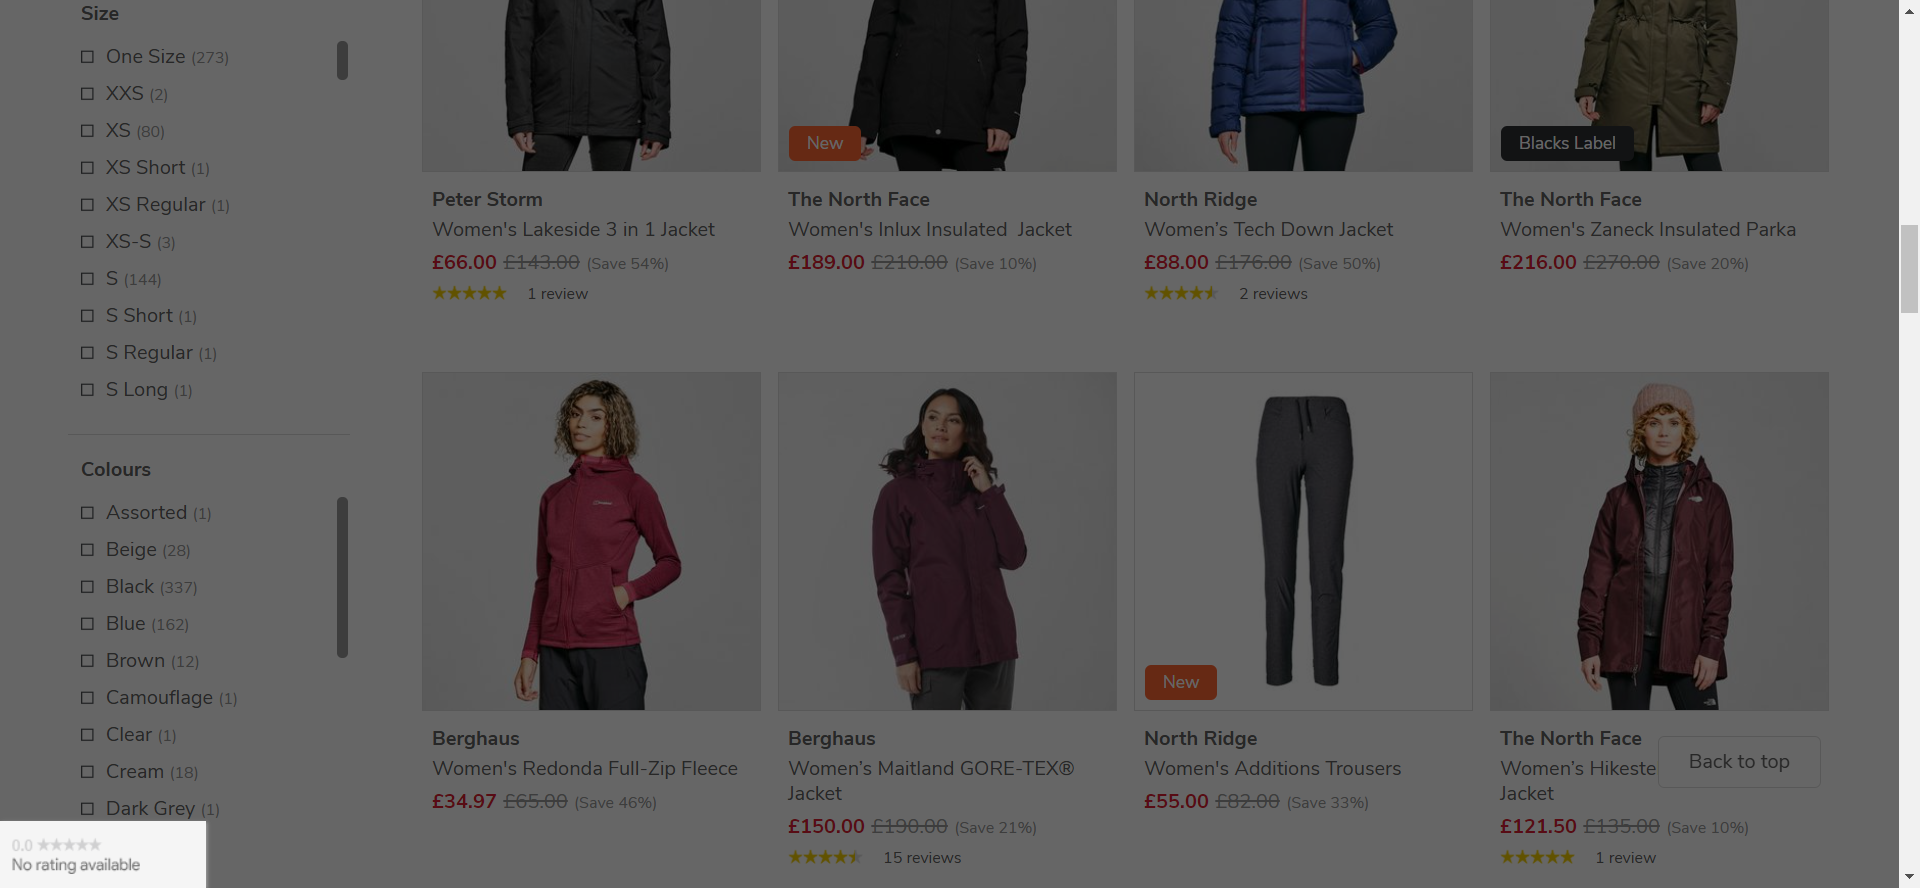 Size
One Size (273)
XXS (2)
XS (80)
XS Short (1)
XS Regular (1)
XS-S (3)
S (144)
S Short (1)
S Regular (1)
S Long (1)
Colours
Assorted (1)
Beige (28)
Black (337)
Blue (162)
Brown (12)
Camouflage (1)
Clear (1)
Cream (18)
Dark Grey (1)
0.0
No rating available
Peter Storm
Women's Lakeside 3 in 1 Jacket
£66.00 £143.00 (Save 54%)
1 review
New
The North Face
Women's Inlux Insulated Jacket
£189.00 £210.00 (Save 10%)
North Ridge
Women’s Tech Down Jacket
£88.00 £176.00 (Save 50%)
2 reviews
Blacks Label
The North Face
Women's Zaneck Insulated Parka
£216.00 £270.00 (Save 20%)
Berghaus
Women's Redonda Full-Zip Fleece
£34.97 £65.00 (Save 46%)
Berghaus
Women’s Maitland GORE-TEX®
Jacket
£150.00 £190.00 (Save 21%)
15 reviews
New
North Ridge
Women's Additions Trousers
£55.00 £82.00 (Save 33%)
The North Face
Women’s Hikeste
Jacket
£121.50 £135.00 (Save 10%)
1 review
Back to top